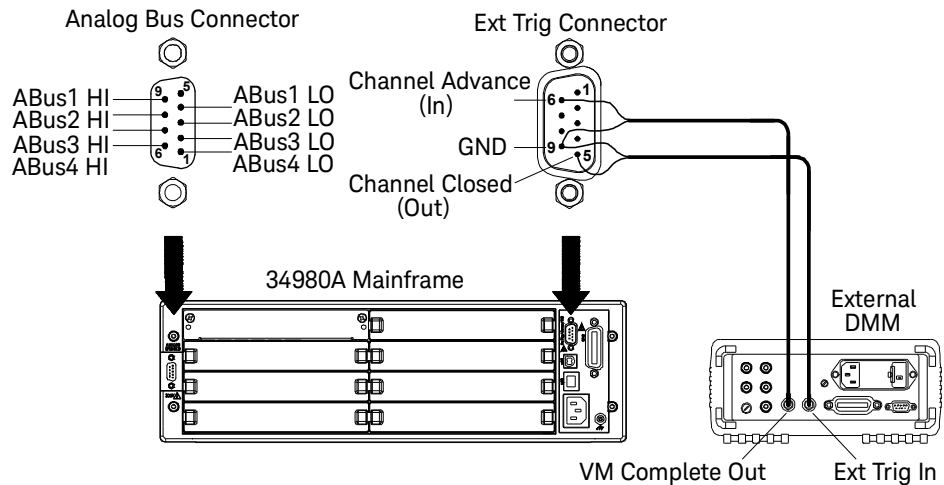 Analog Bus Connector
Ext Trig Connector
9
5
ABus1 HI
ABus2 HI
ABus3 HI
ABus4 HI
6
1
ABus1 LO
ABus2 LO
ABus3 LO
ABus4 LO
Channel Advance
(In)
6
1
GND
9
5
Channel Closed
(Out)
34980A Mainframe
External
DMM
VM Complete Out
Ext Trig In